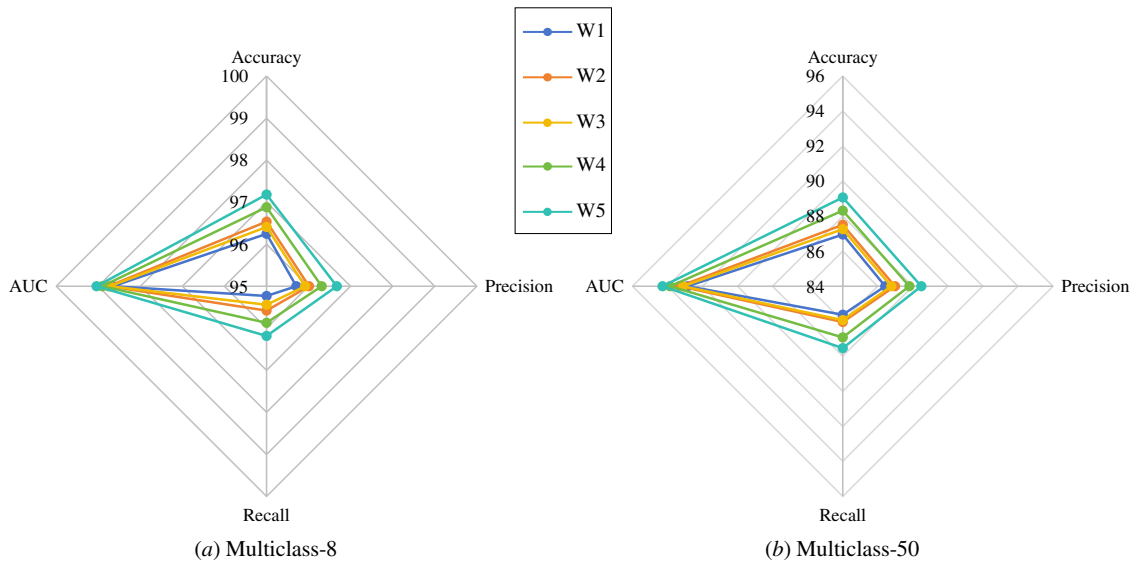 W1
W2
W3
W4
W5
Accuracy
100
99
98
97
96
95
AUC
Precision
Recall
(a) Multiclass-8
Accuracy
96
94
92
90
88
86
84
AUC
Precision
Recall
(b) Multiclass-50